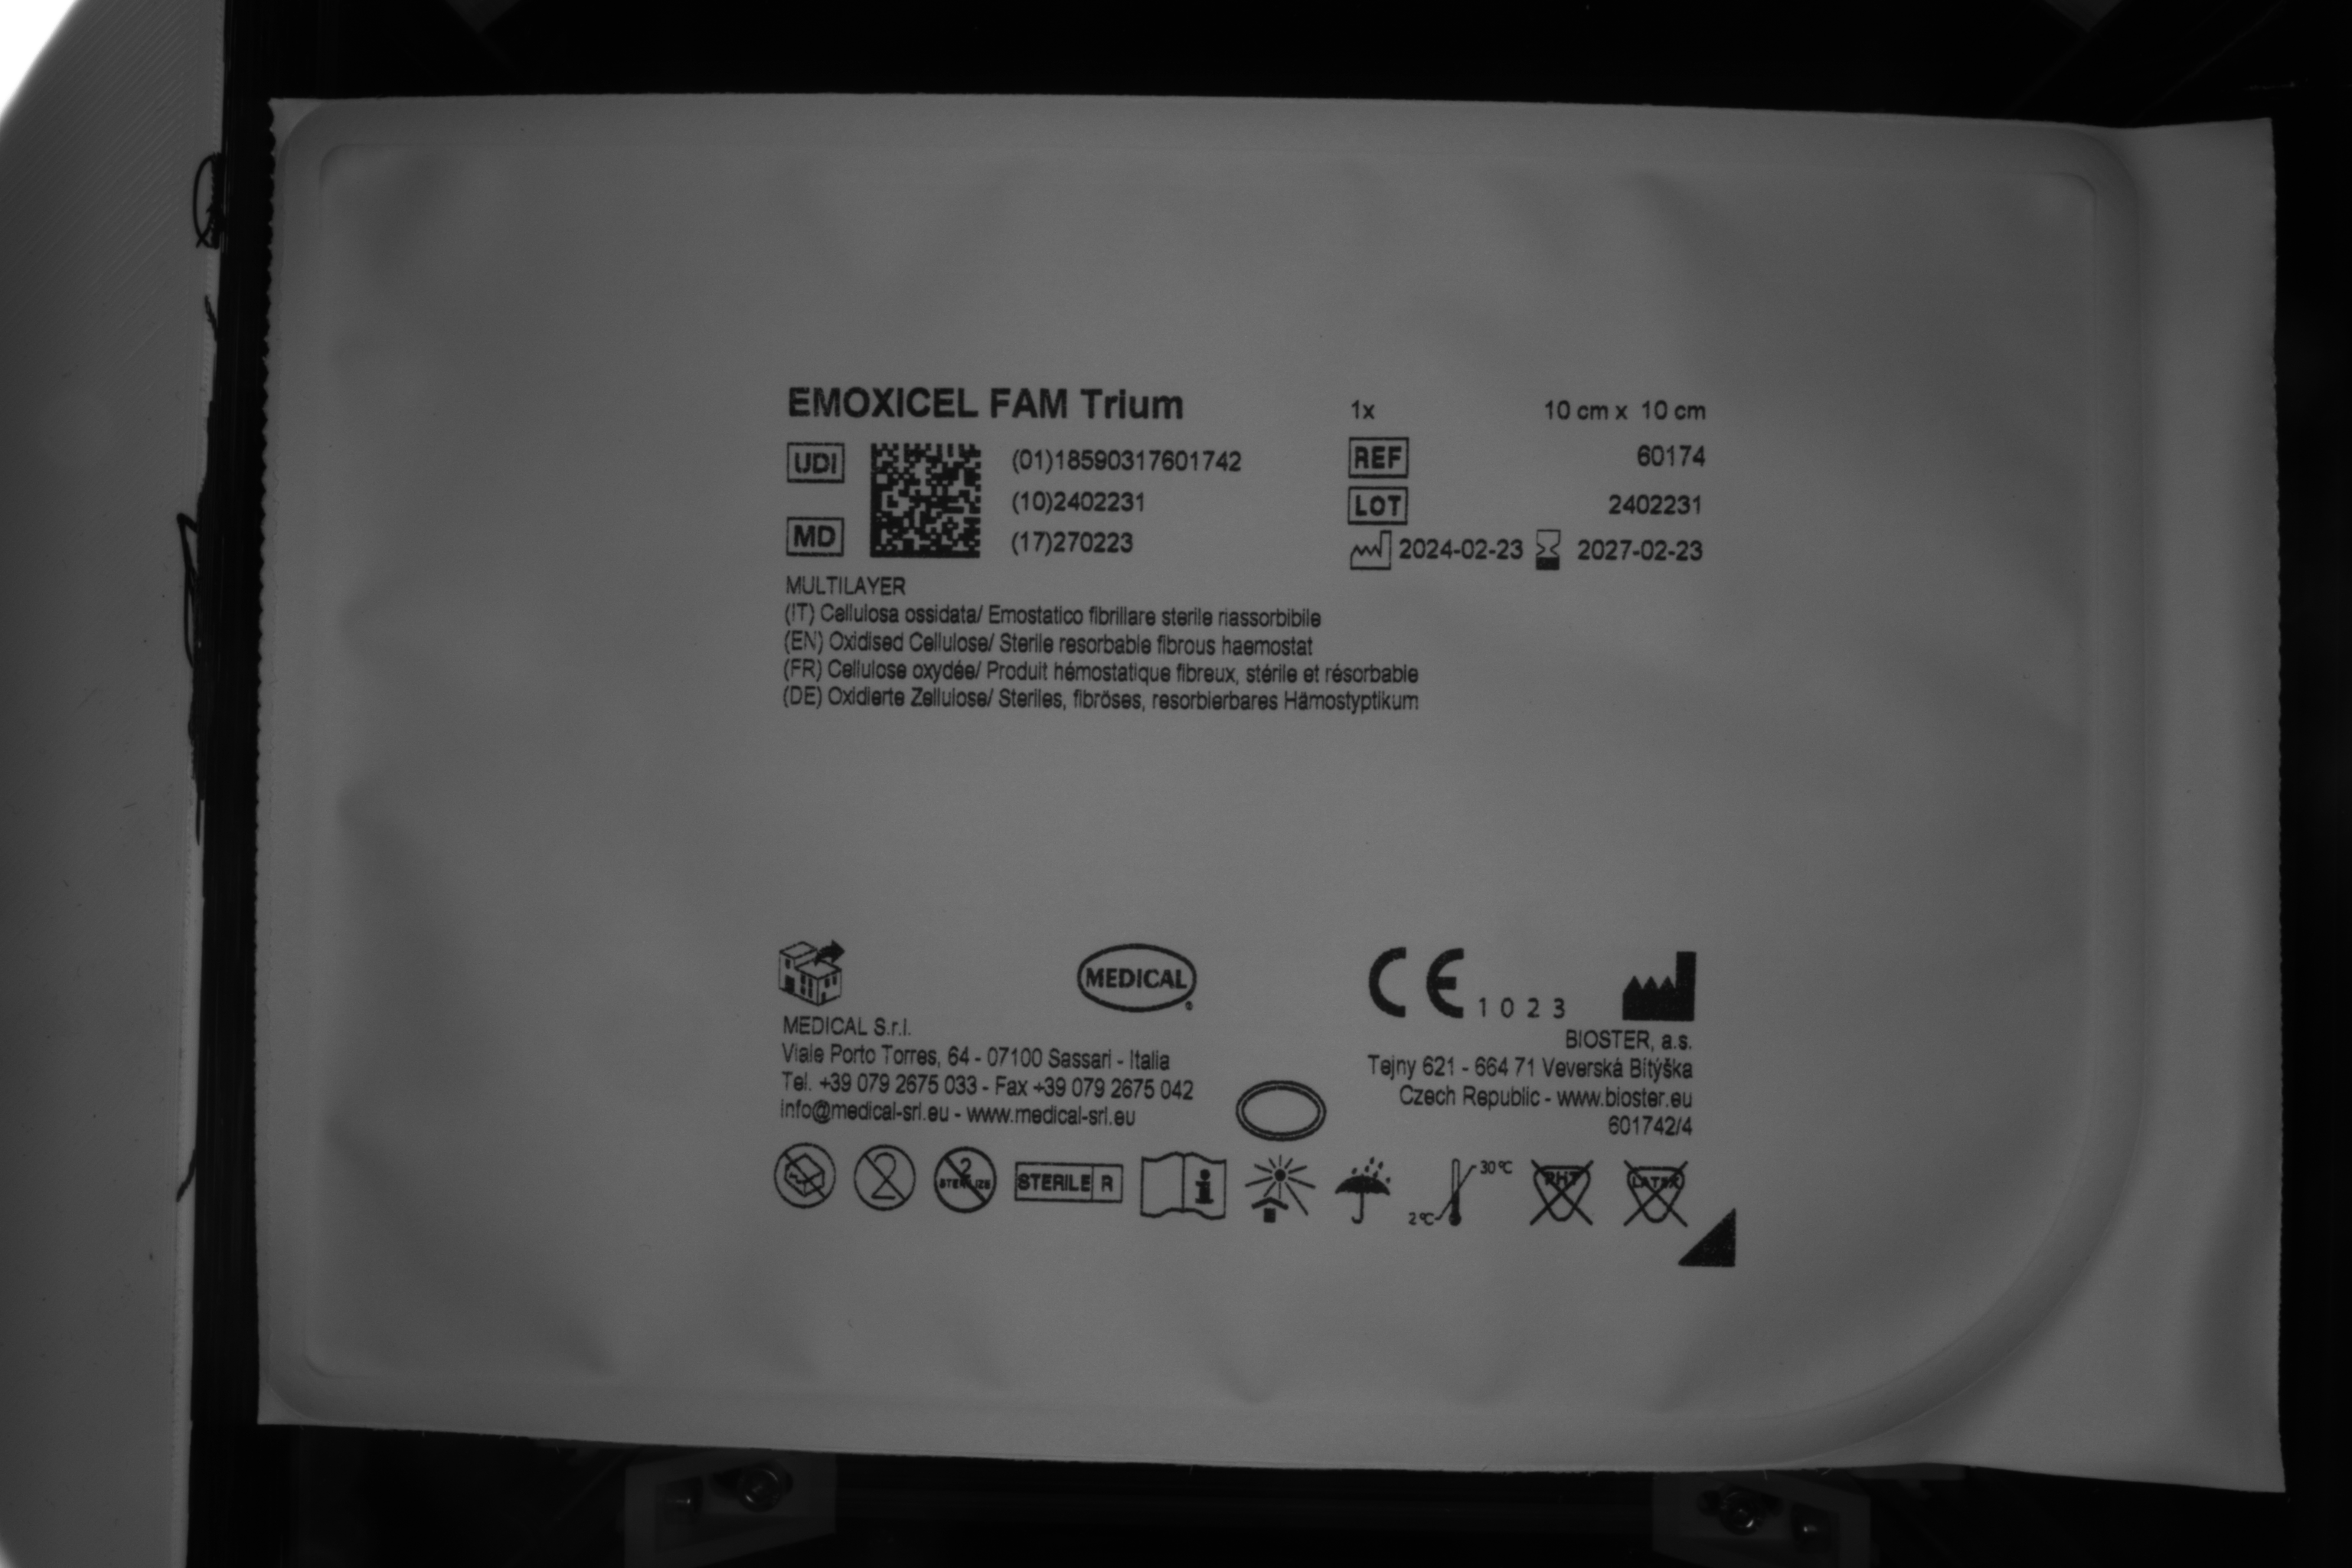 EMOXICEL FAM Trium
1x 10 cm x 10 cm
UDI (01)18590317601742
REF 60174
(10)2402231
LOT 2402231
MD (17)270223
2024-02-23 2027-02-23
MULTILAYER
(IT) Cellulosa ossidata/ Emostatico fibrillare sterile riassorbibile
(EN) Oxidised Cellulose/ Sterile resorbable fibrous haemostat
(FR) Cellulose oxydée/ Produit hémostatique fibreux, stérile et résorbable
(DE) Oxidierte Zellulose/ Steriles, fibröses, resorbierbares Hämostyptikum
MEDICAL
CE 1023
MEDICAL S.r.l.
Viale Porto Torres, 64 - 07100 Sassari - Italia
Tel. +39 079 2675 033 - Fax +39 079 2675 042
info@medical-srl.eu - www.medical-srl.eu
BIOSTER, a.s.
Tejny 621 - 664 71 Veverská Bítýška
Czech Republic - www.bioster.eu
601742/4
2
2 STERILIZE
STERILE R
i
2°C 30°C
PHT
LATEX